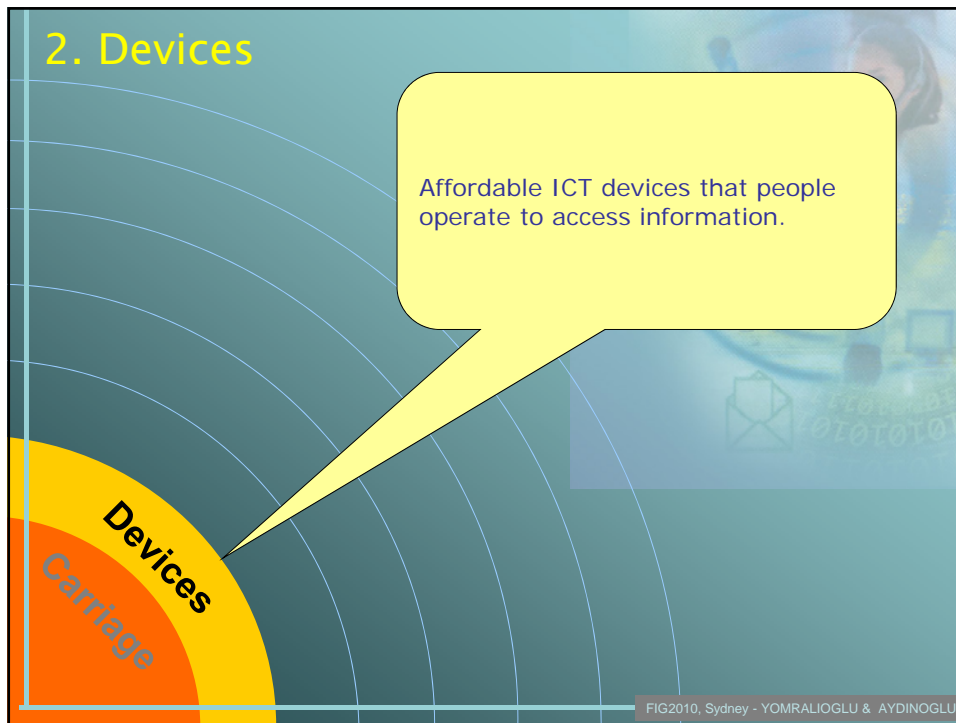 2. Devices
Affordable ICT devices that people
operate to access information.
Devices
Carriage
FIG2010, Sydney - YOMRALIOGLU & AYDINOGLU